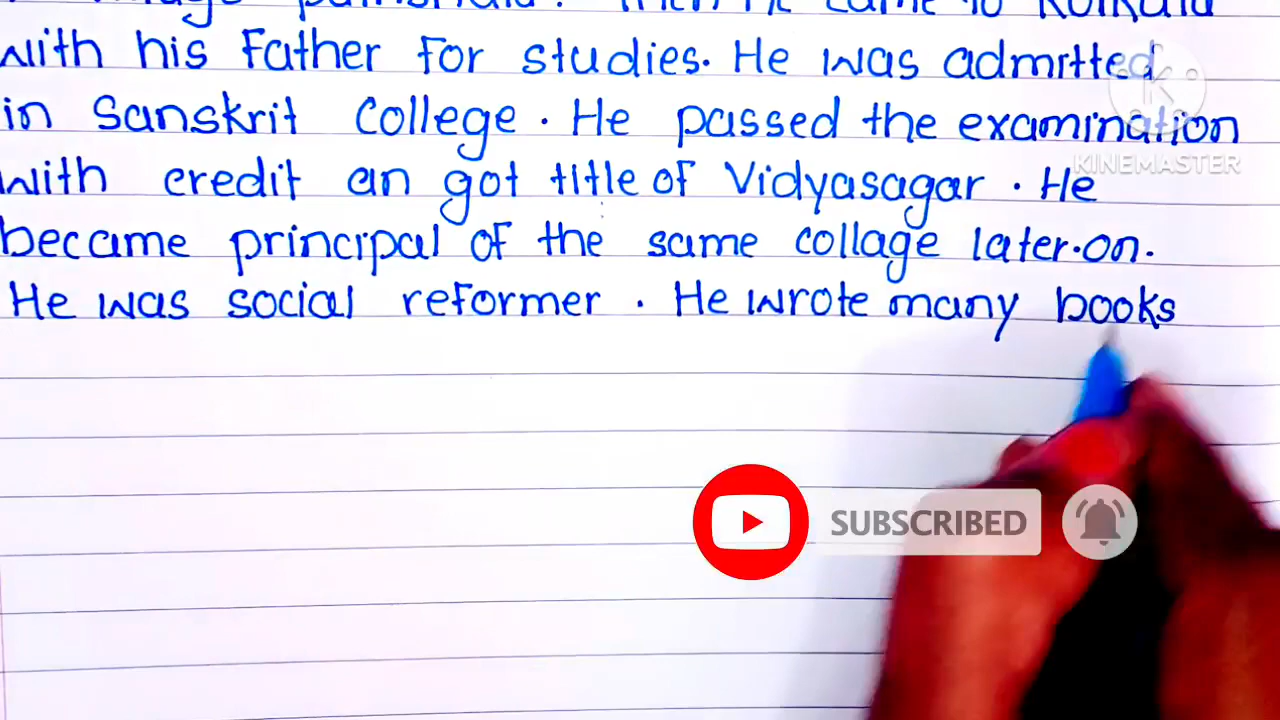 with his Father for studies. He was admitted
in Sanskrit College. He passed the examination
with credit an got title of Vidyasagar. He
became principal of the same collage later.on.
He was social reformer. He wrote many books
KINEMASTER
SUBSCRIBED